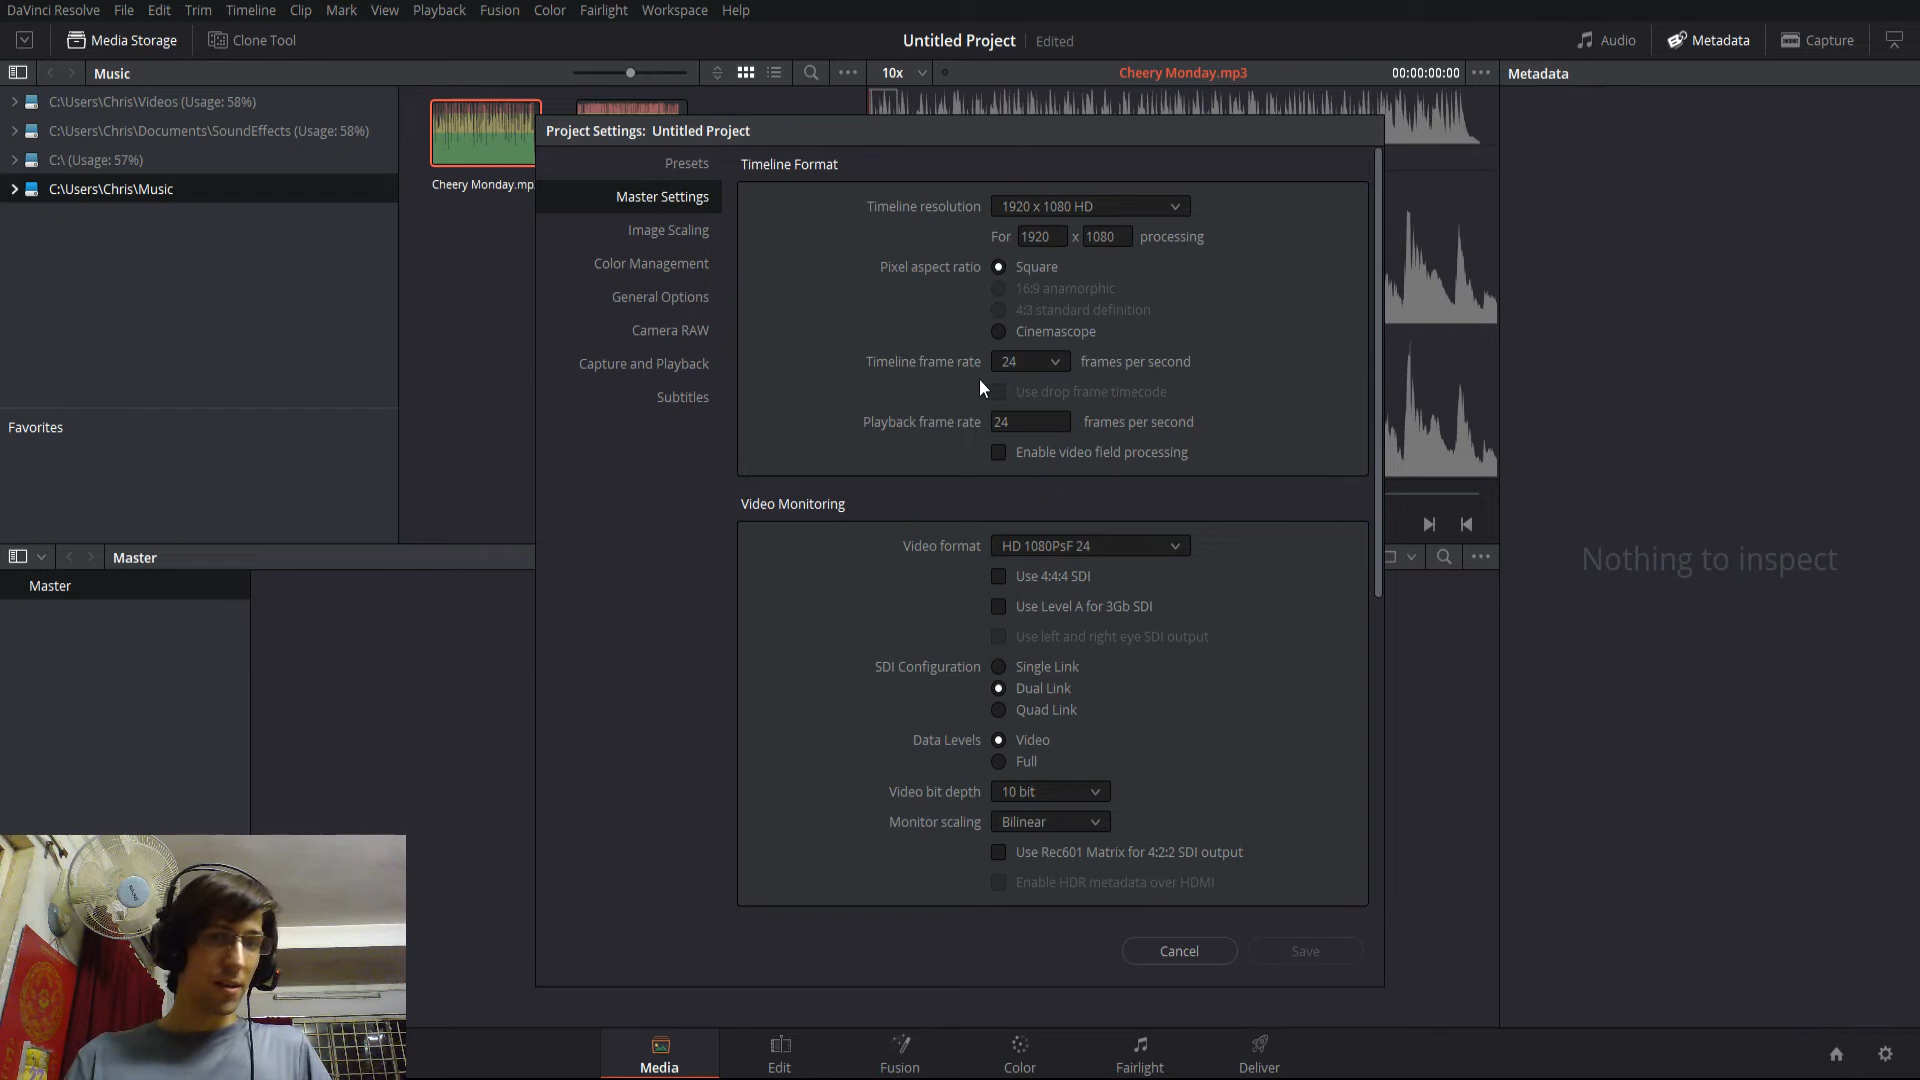 DaVinci Resolve File Edit Trim Timeline Clip Mark View Playback Fusion Color Fairlight Workspace Help
Media Storage Clone Tool Untitled Project Edited Audio Metadata Capture
Music 10x Cheery Monday.mp3 00:00:00:00 Metadata
C:\Users\Chris\Videos (Usage: 58%)
C:\Users\Chris\Documents\SoundEffects (Usage: 58%)
C:\ (Usage: 57%)
C:\Users\Chris\Music
Cheery Monday.mp
Favorites
Master
Master
Project Settings: Untitled Project
Presets
Master Settings
Image Scaling
Color Management
General Options
Camera RAW
Capture and Playback
Subtitles
Timeline Format
Timeline resolution 1920 x 1080 HD
For 1920 x 1080 processing
Pixel aspect ratio Square
16:9 anamorphic
4:3 standard definition
Cinemascope
Timeline frame rate 24 frames per second
Use drop frame timecode
Playback frame rate 24 frames per second
Enable video field processing
Video Monitoring
Video format HD 1080PsF 24
Use 4:4:4 SDI
Use Level A for 3Gb SDI
Use left and right eye SDI output
SDI Configuration Single Link
Dual Link
Quad Link
Data Levels Video
Full
Video bit depth 10 bit
Monitor scaling Bilinear
Use Rec601 Matrix for 4:2:2 SDI output
Enable HDR metadata over HDMI
Cancel Save
Nothing to inspect
Media Edit Fusion Color Fairlight Deliver